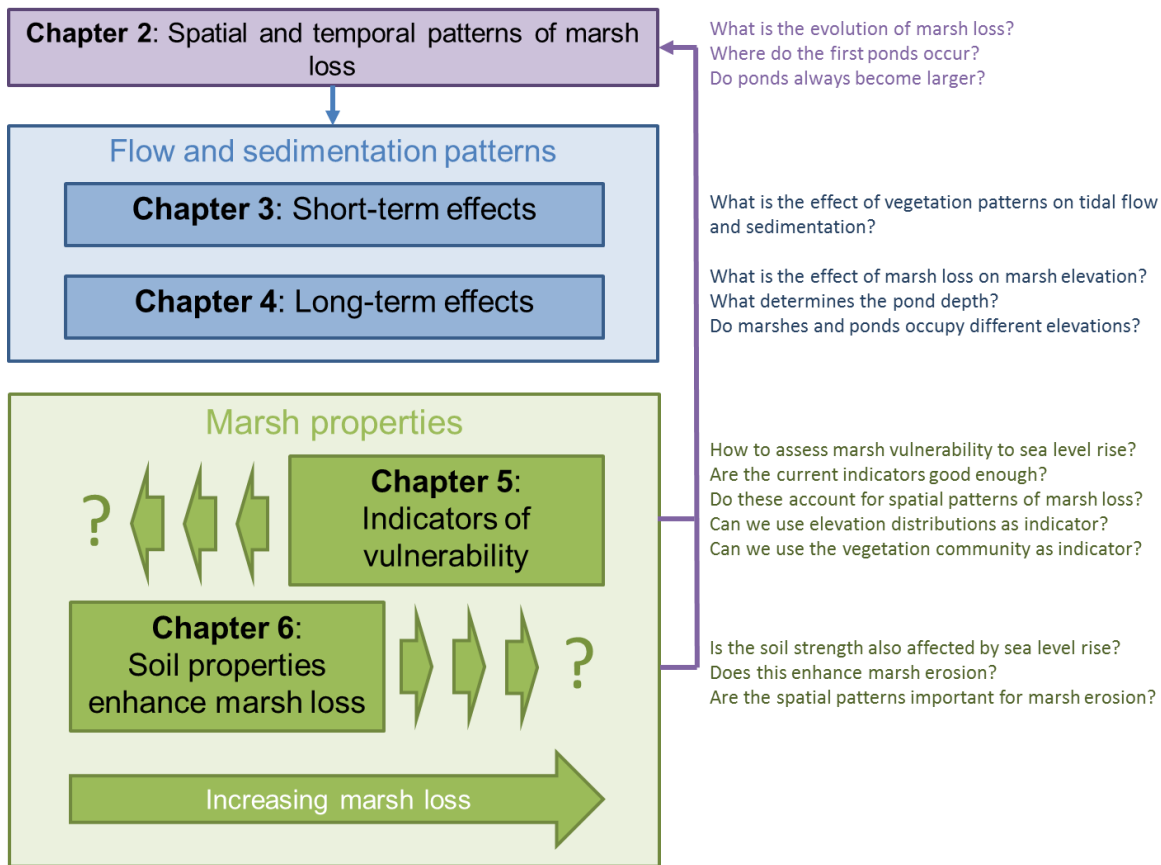 Chapter 2: Spatial and temporal patterns of marsh
loss
What is the evolution of marsh loss?
Where do the first ponds occur?
Do ponds always become larger?
Flow and sedimentation patterns
Chapter 3: Short-term effects
What is the effect of vegetation patterns on tidal flow
and sedimentation?
Chapter 4: Long-term effects
What is the effect of marsh loss on marsh elevation?
What determines the pond depth?
Do marshes and ponds occupy different elevations?
Marsh properties
?
Chapter 5:
Indicators of
vulnerability
How to assess marsh vulnerability to sea level rise?
Are the current indicators good enough?
Do these account for spatial patterns of marsh loss?
Can we use elevation distributions as indicator?
Can we use the vegetation community as indicator?
Chapter 6:
Soil properties
enhance marsh loss
?
Is the soil strength also affected by sea level rise?
Does this enhance marsh erosion?
Are the spatial patterns important for marsh erosion?
Increasing marsh loss